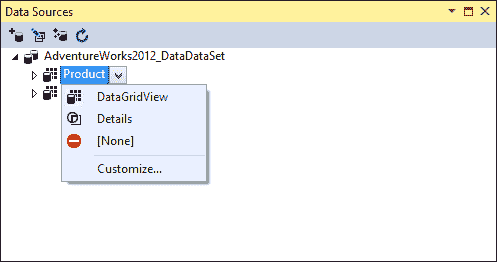 Data Sources
AdventureWorks2012_DataDataSet
Product
DataGridView
Details
[None]
Customize...